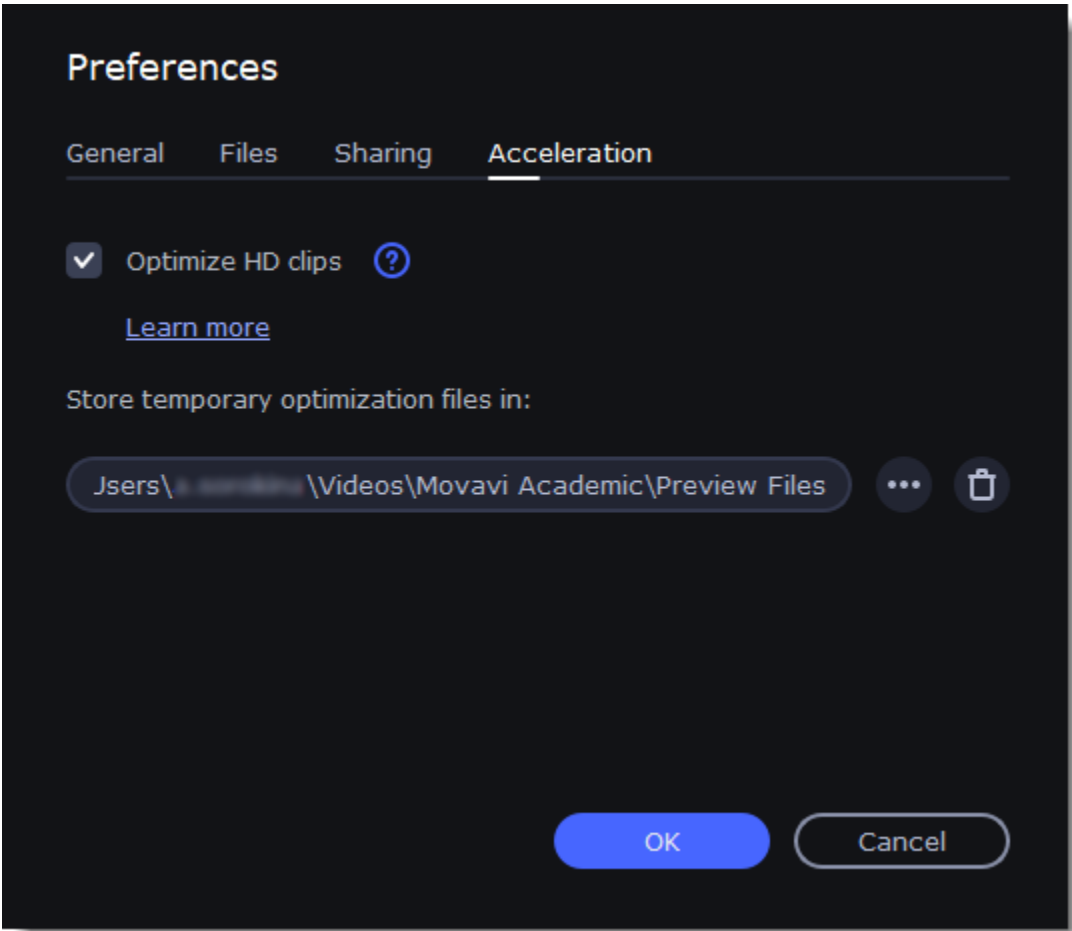 Preferences
General Files Sharing Acceleration
Optimize HD clips ?
Learn more
Store temporary optimization files in:
Jsers\ \Videos\Movavi Academic\Preview Files
OK Cancel